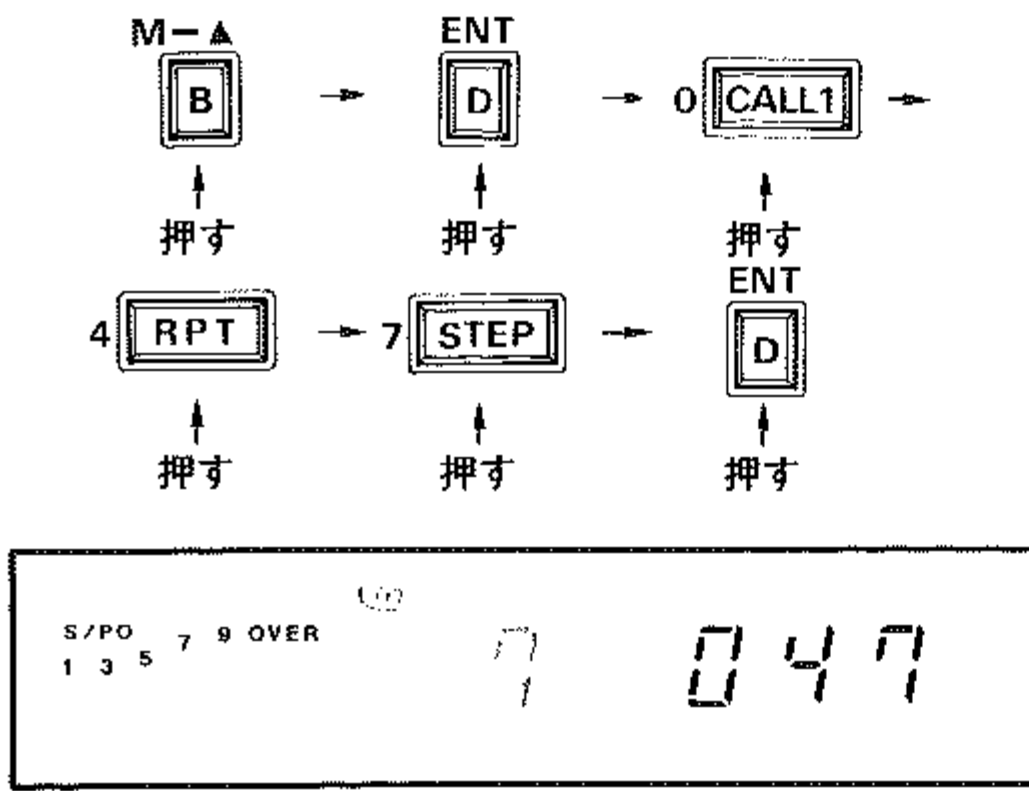 M－▲ ENT
B → D → 0 CALL1 →
押す 押す 押す
ENT
4 RPT → 7 STEP → D
押す 押す 押す
S/PO 7 9 OVER
1 3 5
7 047